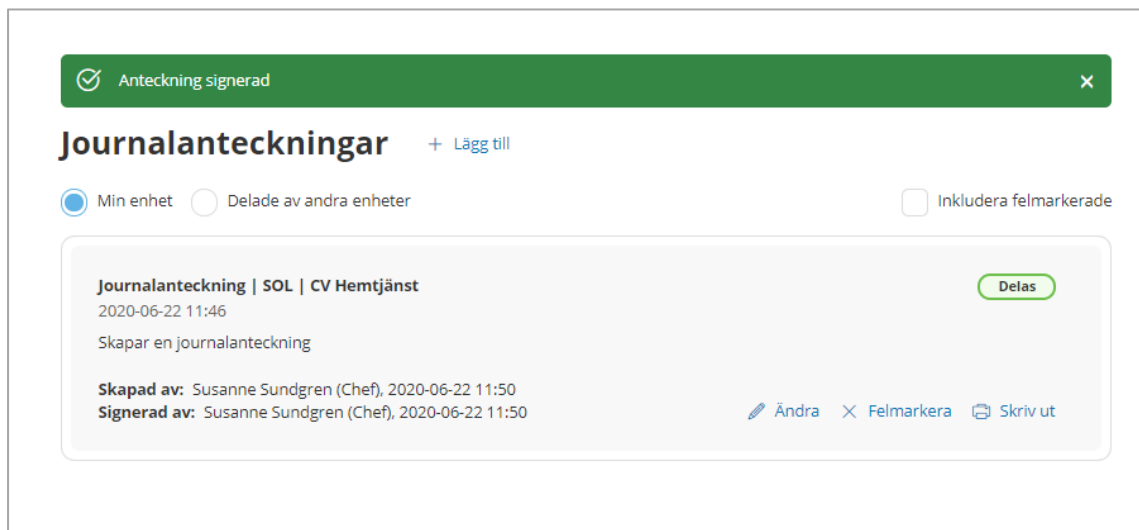 Anteckning signerad
Journalanteckningar + Lägg till
Min enhet Delade av andra enheter Inkludera felmarkerade
Journalanteckning | SOL | CV Hemtjänst Delas
2020-06-22 11:46
Skapar en journalanteckning
Skapad av: Susanne Sundgren (Chef), 2020-06-22 11:50
Signerad av: Susanne Sundgren (Chef), 2020-06-22 11:50 Ändra Felmarkera Skriv ut